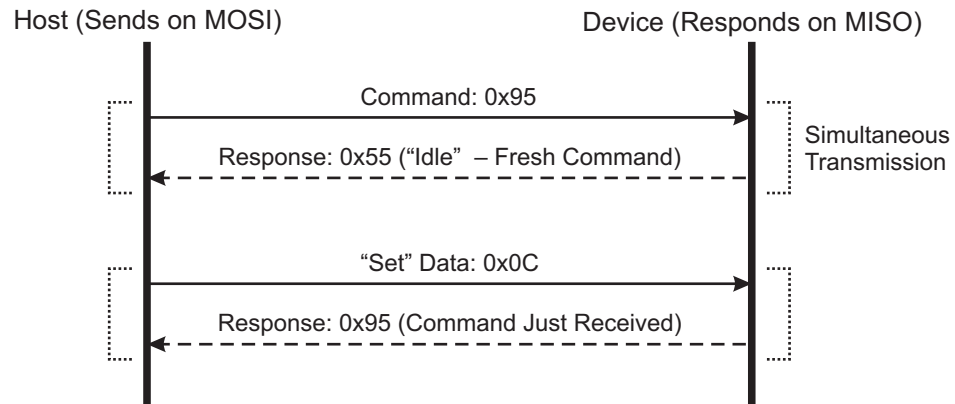 Host (Sends on MOSI)
Device (Responds on MISO)
Command: 0x95
Response: 0x55 (“Idle” – Fresh Command)
Simultaneous
Transmission
“Set” Data: 0x0C
Response: 0x95 (Command Just Received)